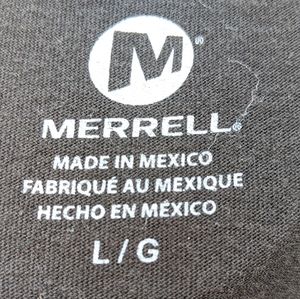 M®
MERRELL®
MADE IN MEXICO
FABRIQUÉ AU MEXIQUE
HECHO EN MÉXICO
L / G